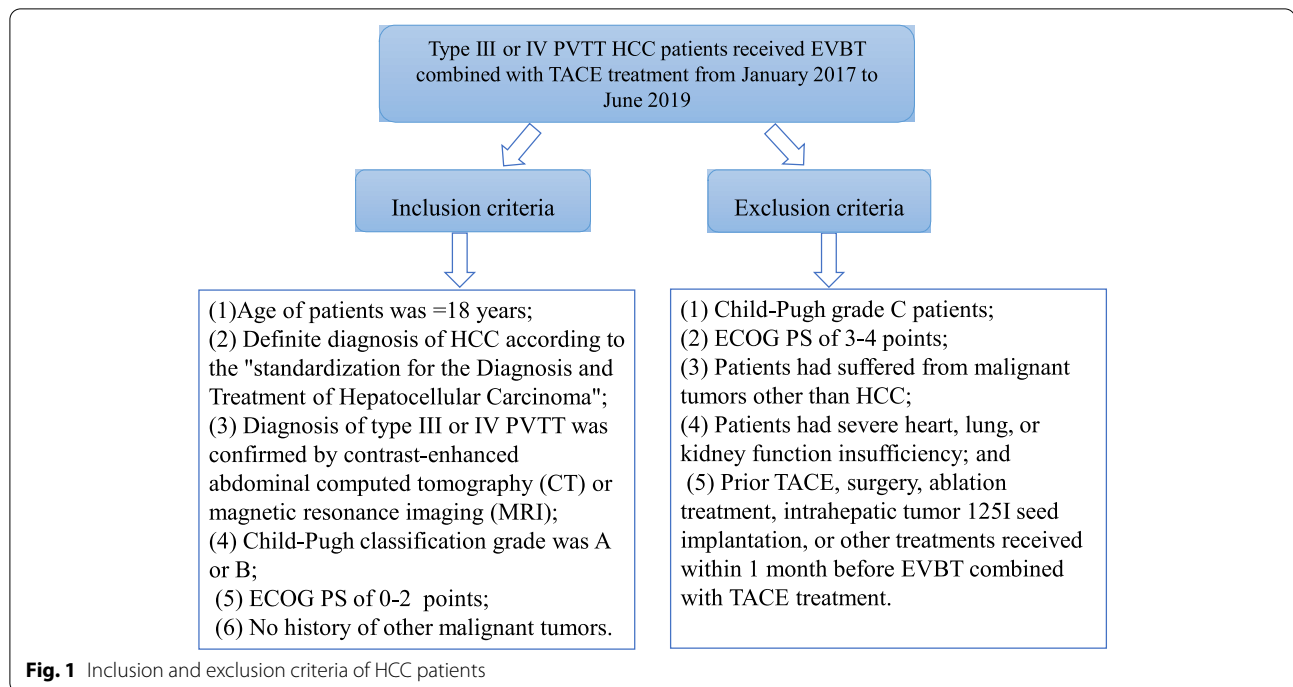 Type III or IV PVTT HCC patients received EVBT
combined with TACE treatment from January 2017 to
June 2019
Inclusion criteria
Exclusion criteria
(1)Age of patients was =18 years;
(2) Definite diagnosis of HCC according to
the "standardization for the Diagnosis and
Treatment of Hepatocellular Carcinoma";
(3) Diagnosis of type III or IV PVTT was
confirmed by contrast-enhanced
abdominal computed tomography (CT) or
magnetic resonance imaging (MRI);
(4) Child-Pugh classification grade was A
or B;
(5) ECOG PS of 0-2 points;
(6) No history of other malignant tumors.
(1) Child-Pugh grade C patients;
(2) ECOG PS of 3-4 points;
(3) Patients had suffered from malignant
tumors other than HCC;
(4) Patients had severe heart, lung, or
kidney function insufficiency; and
(5) Prior TACE, surgery, ablation
treatment, intrahepatic tumor 125I seed
implantation, or other treatments received
within 1 month before EVBT combined
with TACE treatment.
Fig. 1 Inclusion and exclusion criteria of HCC patients